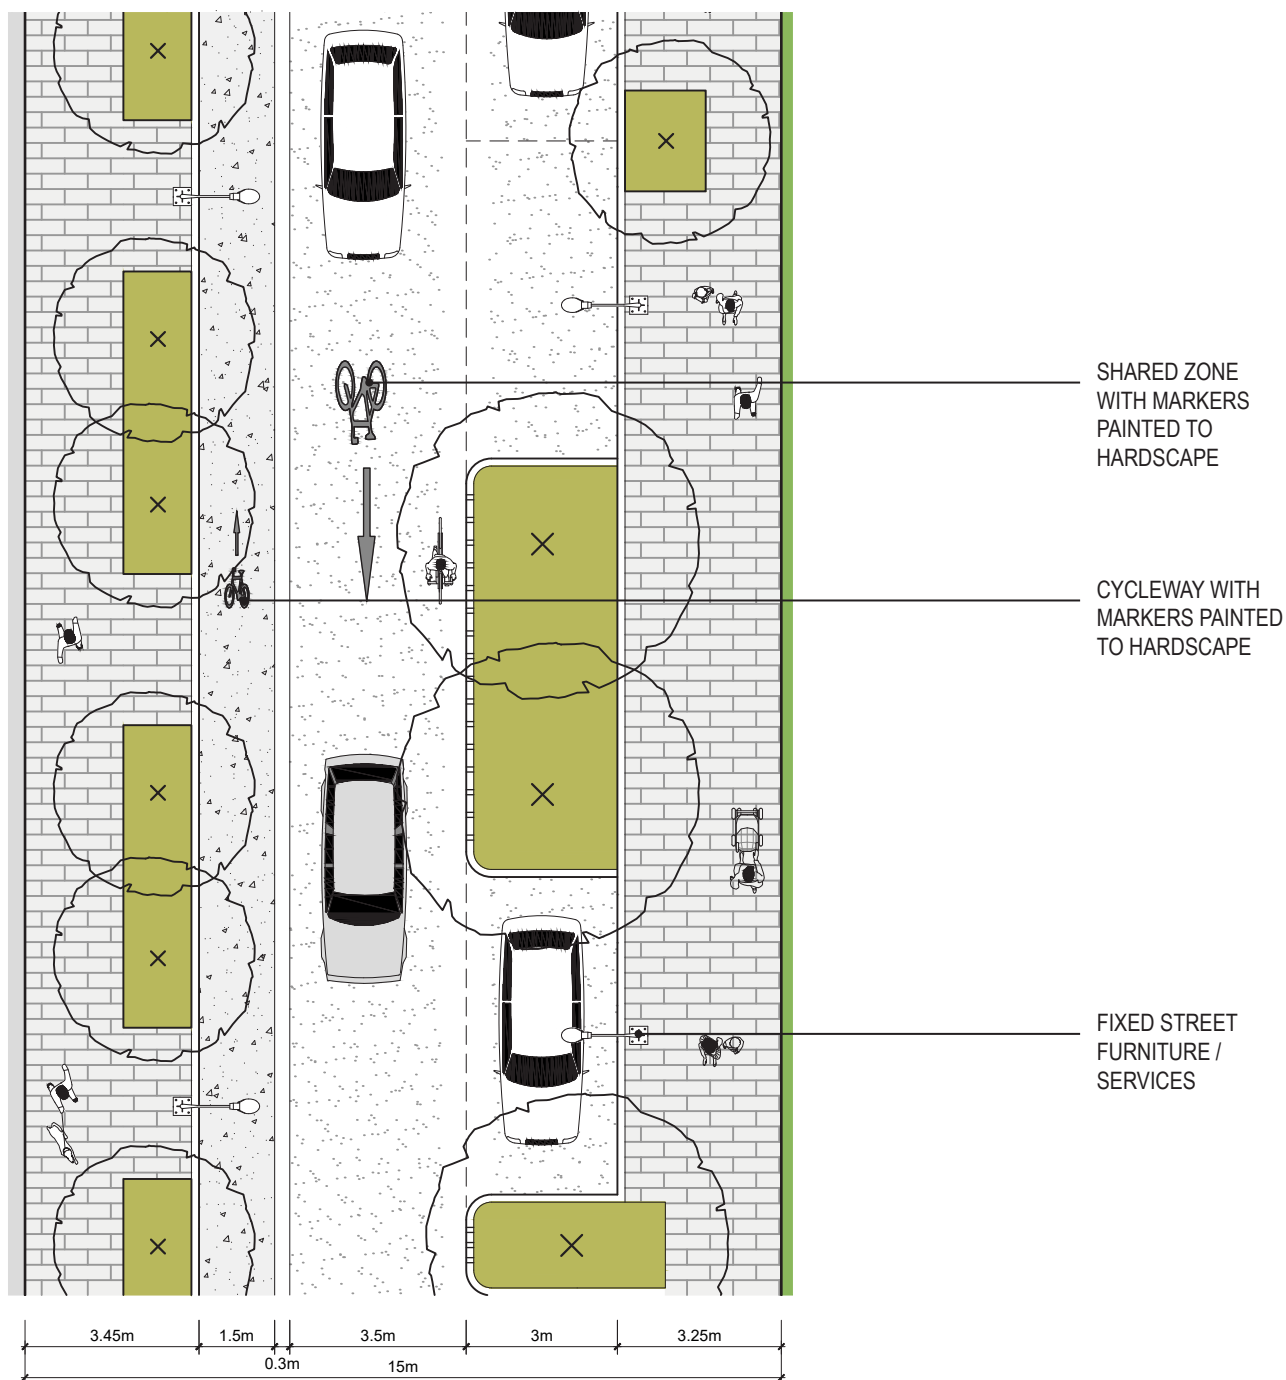 SHARED ZONE
WITH MARKERS
PAINTED TO
HARDSCAPE
CYCLEWAY WITH
MARKERS PAINTED
TO HARDSCAPE
FIXED STREET
FURNITURE /
SERVICES
3.45m 1.5m 3.5m 3m 3.25m
0.3m 15m